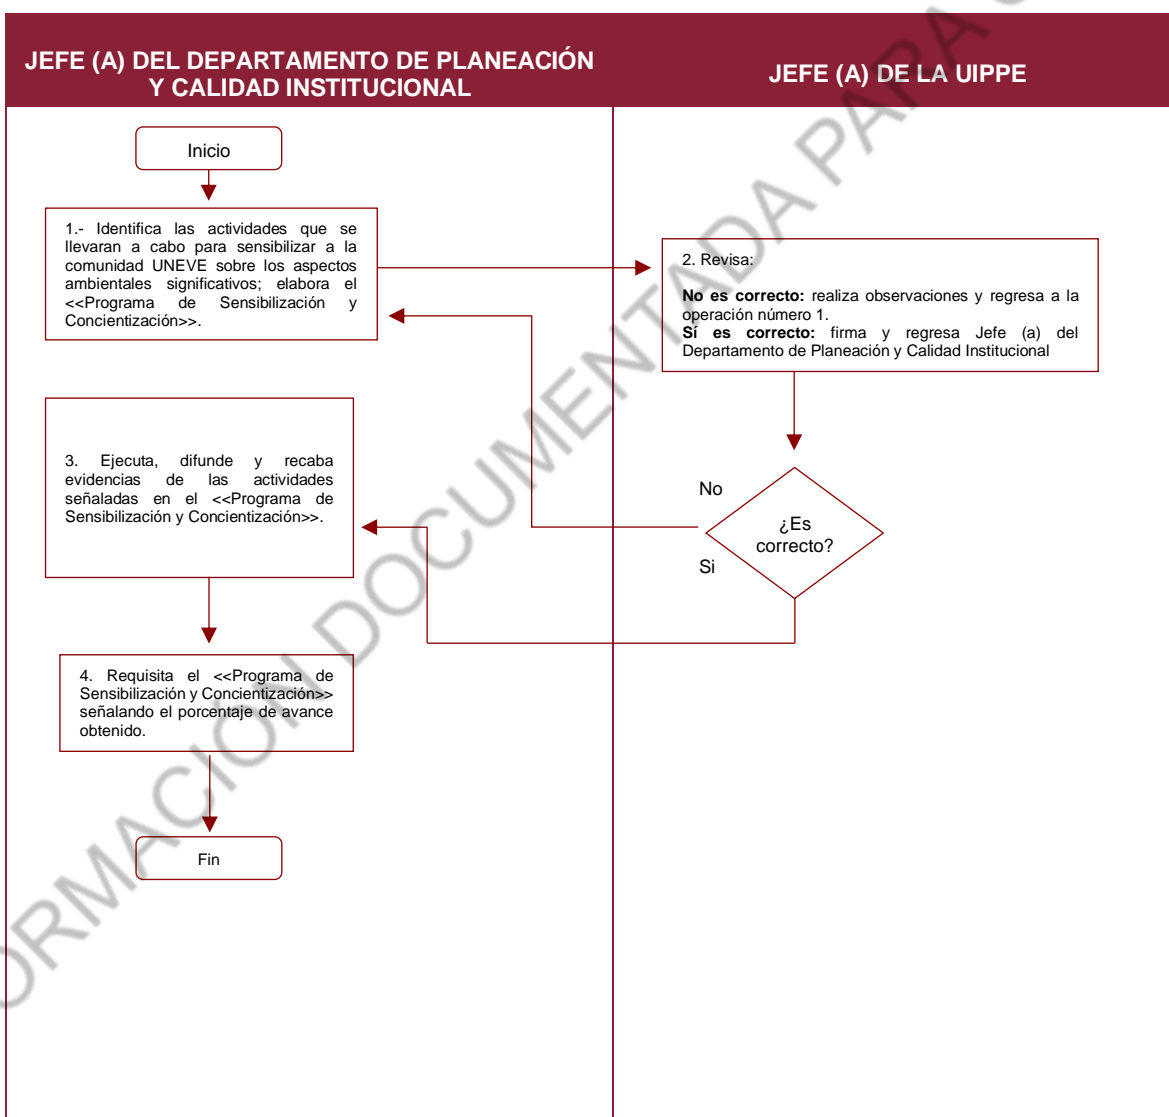 JEFE (A) DEL DEPARTAMENTO DE PLANEACIÓN
Y CALIDAD INSTITUCIONAL
JEFE (A) DE LA UIPPE
Inicio
1.- Identifica las actividades que se
llevaran a cabo para sensibilizar a la
comunidad UNEVE sobre los aspectos
ambientales significativos; elabora el
<<Programa de Sensibilización y
Concientización>>.
2. Revisa:
No es correcto: realiza observaciones y regresa a la
operación número 1.
Sí es correcto: firma y regresa Jefe (a) del
Departamento de Planeación y Calidad Institucional
No
¿Es
correcto?
Si
3. Ejecuta, difunde y recaba
evidencias de las actividades
señaladas en el <<Programa de
Sensibilización y Concientización>>.
4. Requisita el <<Programa de
Sensibilización y Concientización>>
señalando el porcentaje de avance
obtenido.
Fin
ORMACIÓN DOCUMENTADA PARA